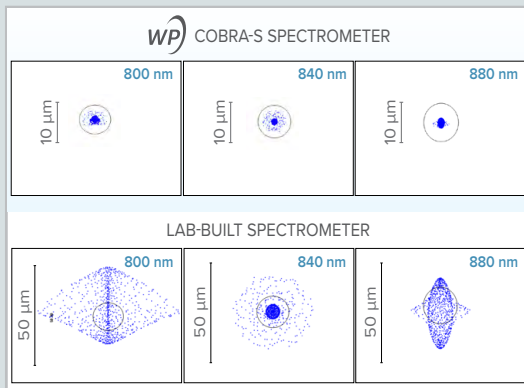 WP COBRA-S SPECTROMETER
800 nm 840 nm 880 nm
10 µm 10 µm 10 µm
LAB-BUILT SPECTROMETER
800 nm 840 nm 880 nm
50 µm 50 µm 50 µm